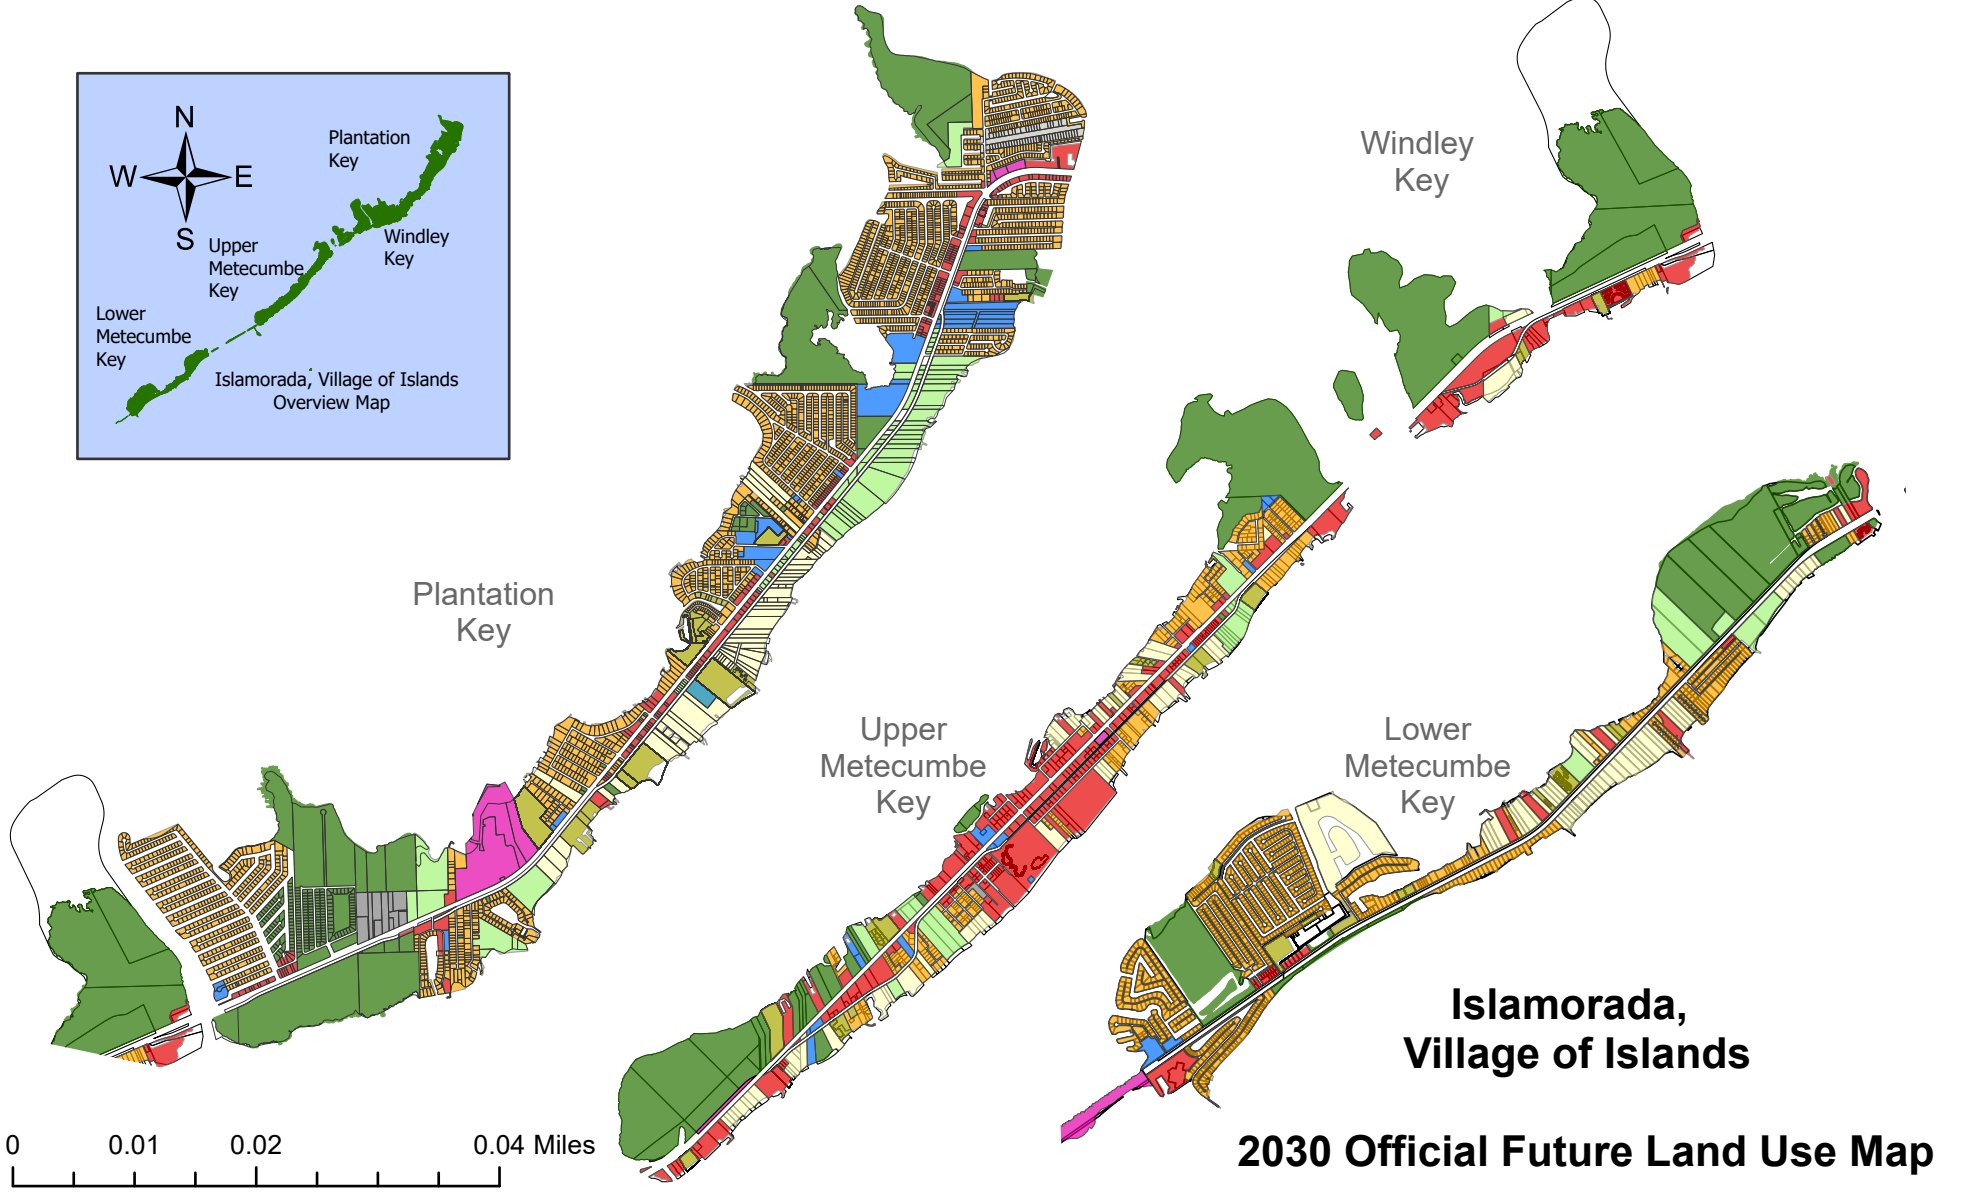 N
W
E
S
Plantation
Key
Windley
Key
Upper
Metecumbe
Key
Lower
Metecumbe
Key
Islamorada, Village of Islands
Overview Map
Windley
Key
Plantation
Key
Upper
Metecumbe
Key
Lower
Metecumbe
Key
Islamorada,
Village of Islands
0 0.01 0.02 0.04 Miles
2030 Official Future Land Use Map